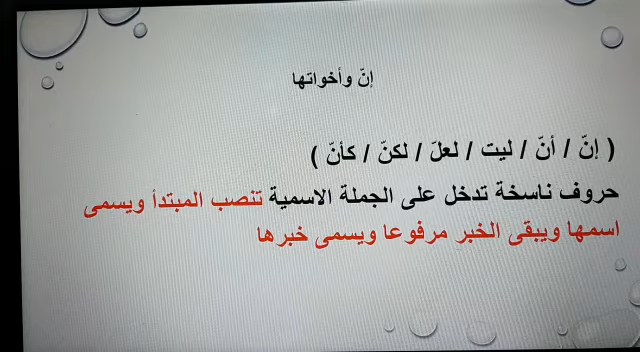 إنّ وأخواتها
( إنّ / أنّ / ليت / لعلّ / لكنّ / كأنّ )
حروف ناسخة تدخل على الجملة الاسمية تنصب المبتدأ ويسمى
اسمها ويبقى الخبر مرفوعا ويسمى خبرها